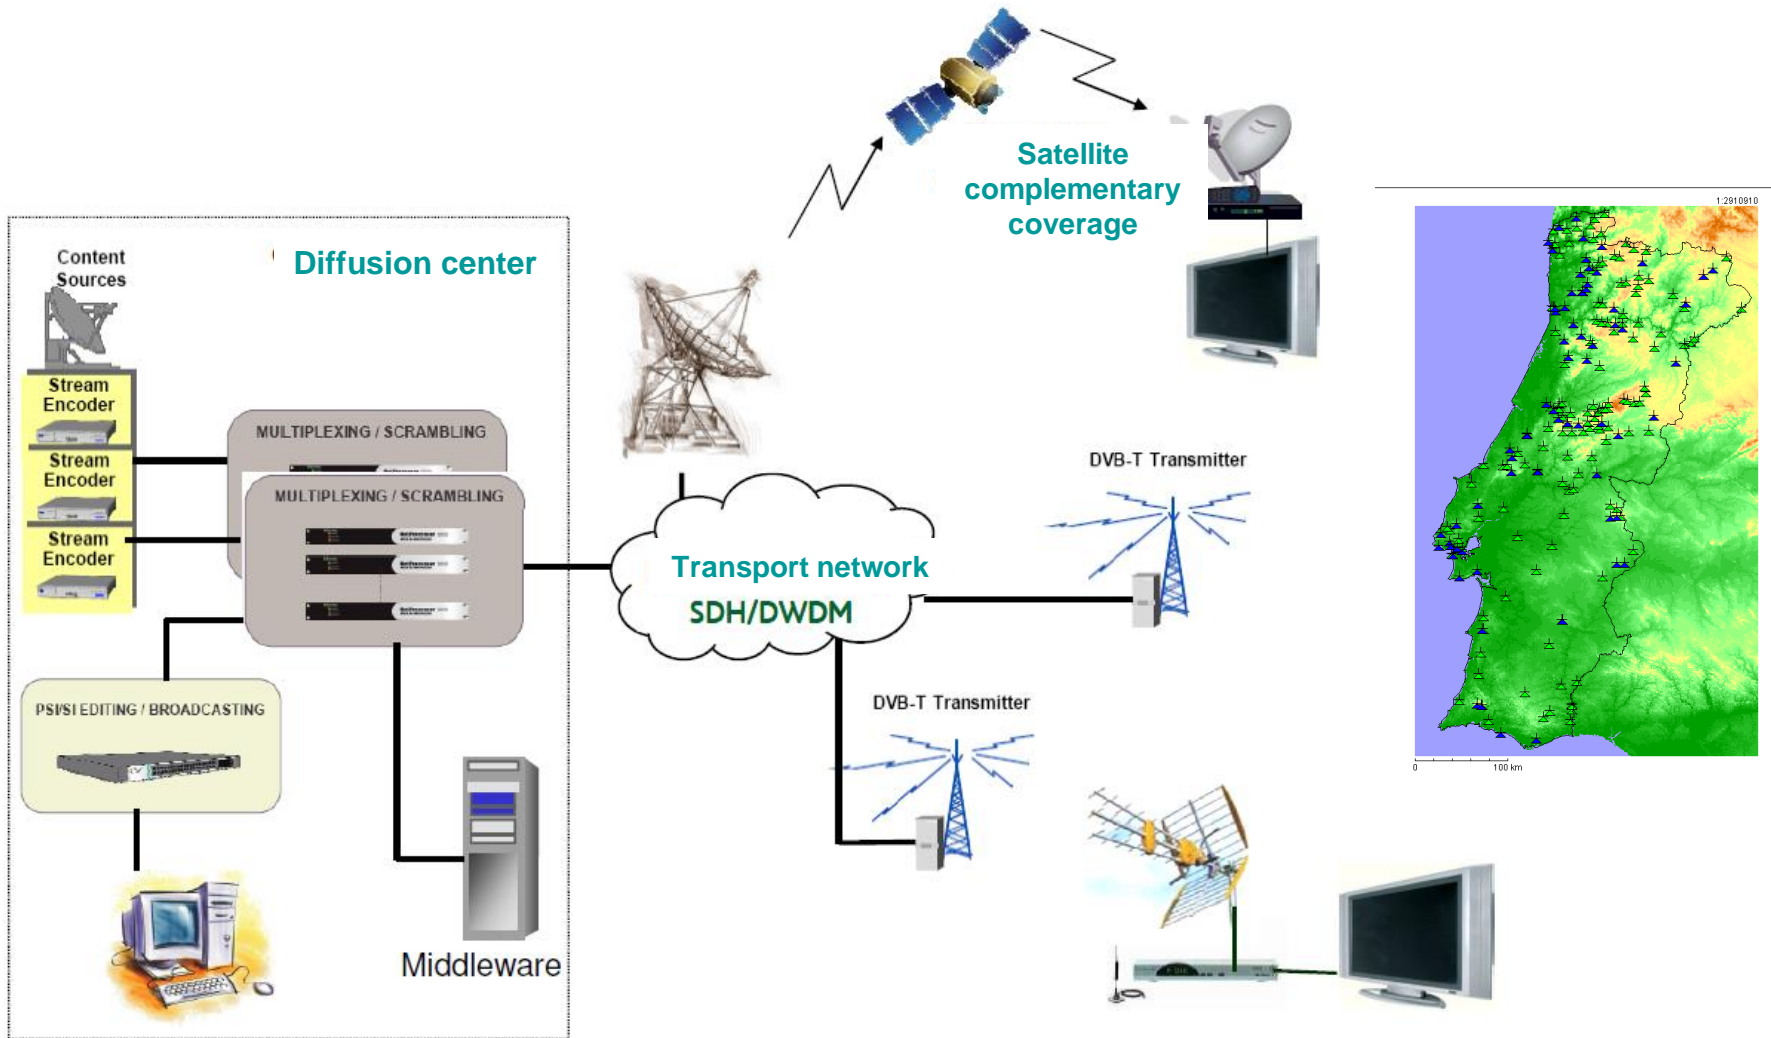 Satellite
complementary
coverage
1:2910910
Diffusion center
Content
Sources
Stream
Encoder
Stream
Encoder
Stream
Encoder
MULTIPLEXING / SCRAMBLING
MULTIPLEXING / SCRAMBLING
DVB-T Transmitter
Transport network
SDH/DWDM
PSI/SI EDITING / BROADCASTING
DVB-T Transmitter
0
100 km
Middleware